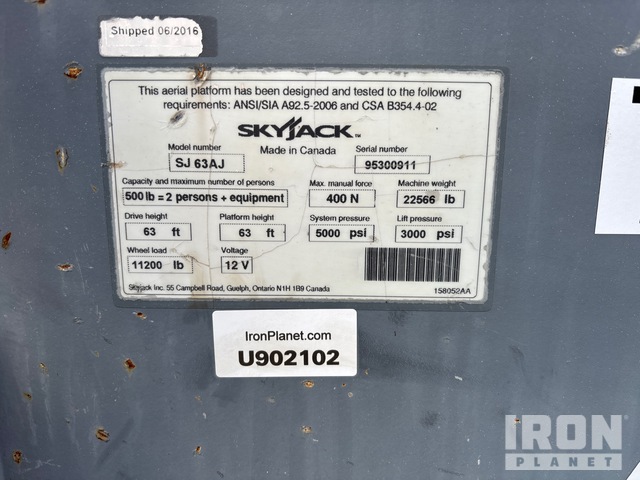 Shipped 06/2016
This aerial platform has been designed and tested to the following
requirements: ANSI/SIA A92.5-2006 and CSA B354.4-02
SKYJACK™
Model number
Made in Canada
Serial number
SJ 63AJ
95300911
Capacity and maximum number of persons
Max. manual force
Machine weight
500 lb = 2 persons + equipment
400 N
22566 lb
Drive height
Platform height
System pressure
Lift pressure
63 ft
63 ft
5000 psi
3000 psi
Wheel load
Voltage
11200 lb
12 V
Skyjack Inc. 55 Campbell Road, Guelph, Ontario N1H 1B9 Canada
158052AA
IronPlanet.com
U902102
IRON
PLANET